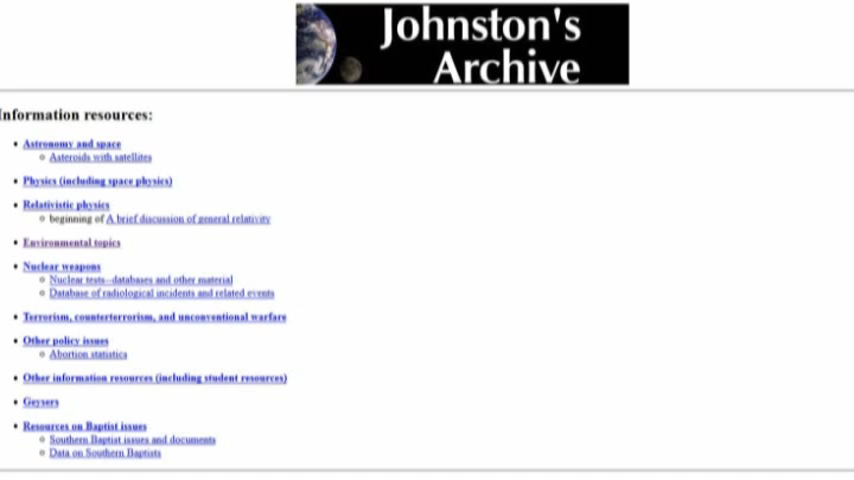 Johnston's
Archive
Information resources:
• Astronomy and space
○ Asteroids with satellites
• Physics (including space physics)
• Relativistic physics
○ beginning of A brief discussion of general relativity
• Environmental topics
• Nuclear weapons
○ Nuclear tests--databases and other material
○ Database of radiological incidents and related events
• Terrorism, counterterrorism, and unconventional warfare
• Other policy issues
○ Abortion statistics
• Other information resources (including student resources)
• Geysers
• Resources on Baptist issues
○ Southern Baptist issues and documents
○ Data on Southern Baptists